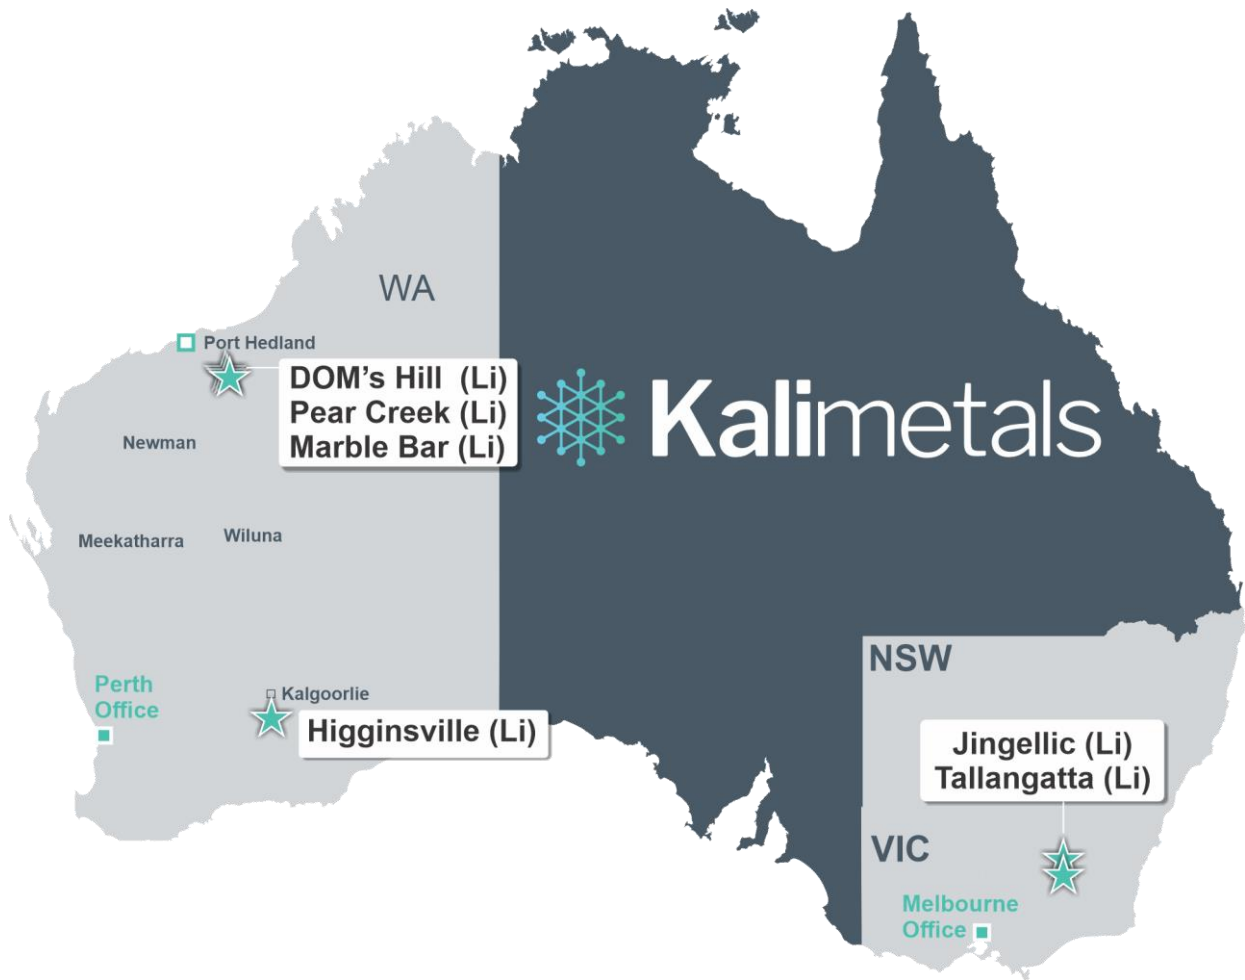 WA
Port Hedland
DOM's Hill (Li)
Pear Creek (Li)
Marble Bar (Li)
Kalimetals
Newman
Meekatharra
Wiluna
Perth
Office
Kalgoorlie
Higginsville (Li)
NSW
Jingellic (Li)
Tallangatta (Li)
VIC
Melbourne
Office